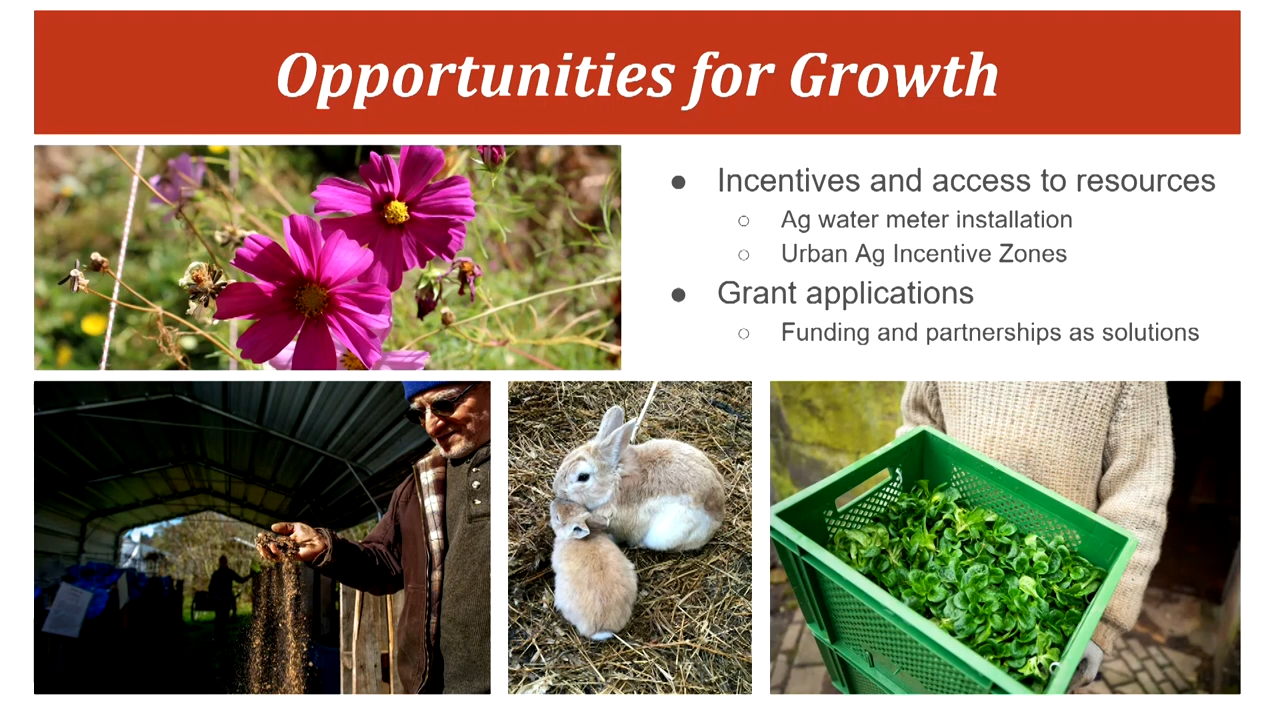 Opportunities for Growth
● Incentives and access to resources
○ Ag water meter installation
○ Urban Ag Incentive Zones
● Grant applications
○ Funding and partnerships as solutions